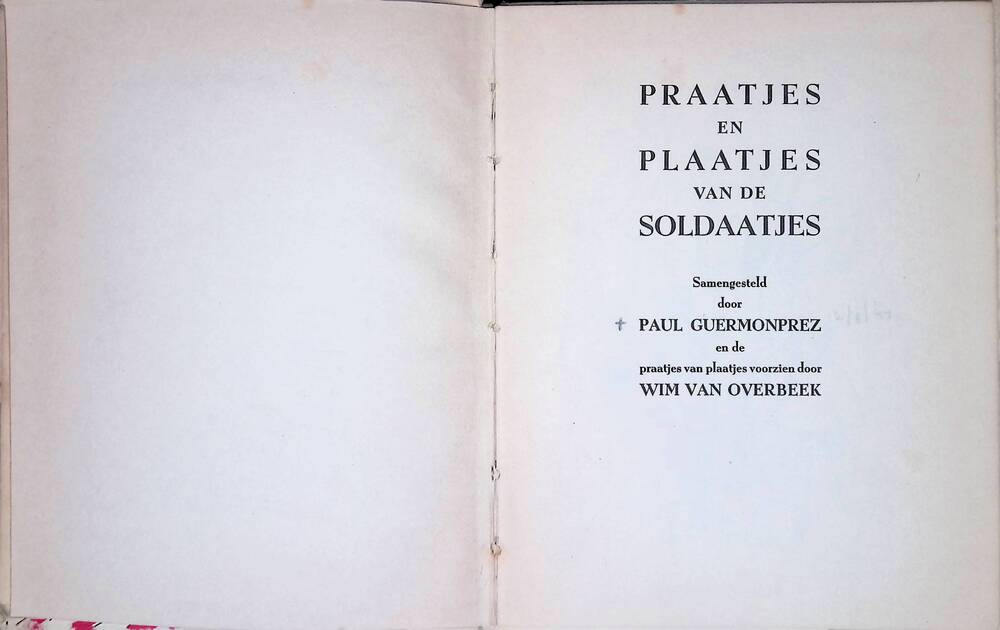 PRAATJES
EN
PLAATJES
VAN DE
SOLDAATJES
Samengesteld
door
† PAUL GUERMONPREZ
en de
praatjes van plaatjes voorzien door
WIM VAN OVERBEEK